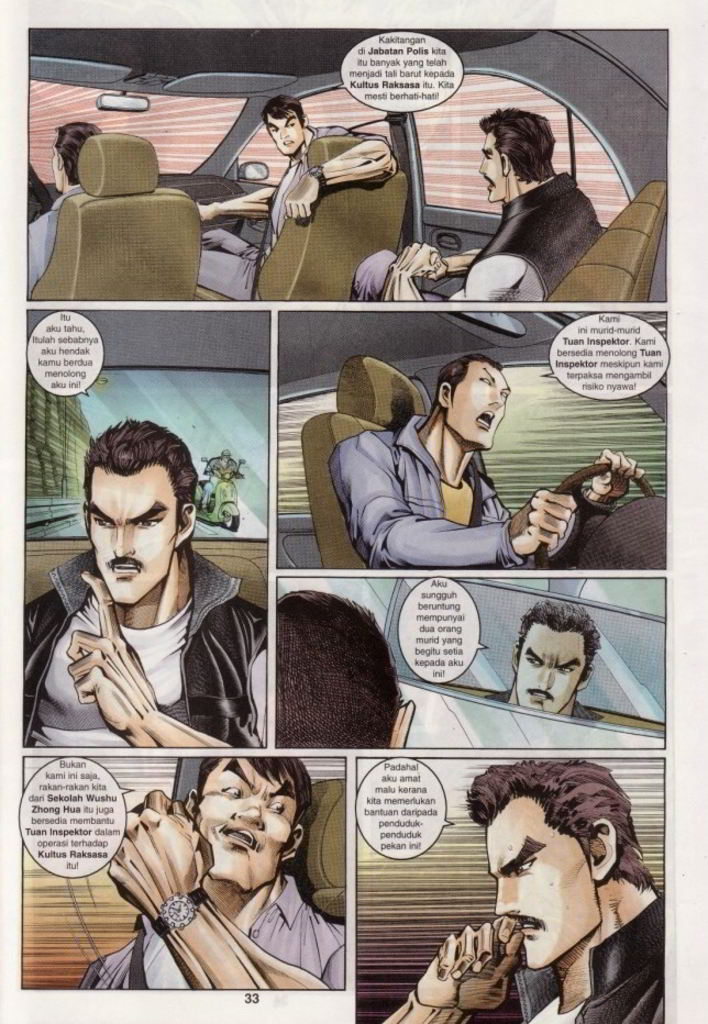 Kakitangan
di Jabatan Polis kita
itu banyak yang telah
menjadi tali barut kepada
Kultus Raksasa itu. Kita
mesti berhati-hati!
Itu
aku tahu,
Itulah sebabnya
aku hendak
kamu berdua
menolong
aku ini!
Kami
ini murid-murid
Tuan Inspektor. Kami
bersedia menolong Tuan
Inspektor meskipun kami
terpaksa mengambil
risiko nyawa!
Aku
sungguh
beruntung
mempunyai
dua orang
murid yang
begitu setia
kepada aku
ini!
Bukan
kami ini saja,
rakan-rakan kita
dari Sekolah Wushu
Zhong Hua itu juga
bersedia membantu
Tuan Inspektor dalam
operasi terhadap
Kultus Raksasa
itu!
Padahal
aku amat
malu kerana
kita memerlukan
bantuan daripada
penduduk-
penduduk
pekan ini!
33